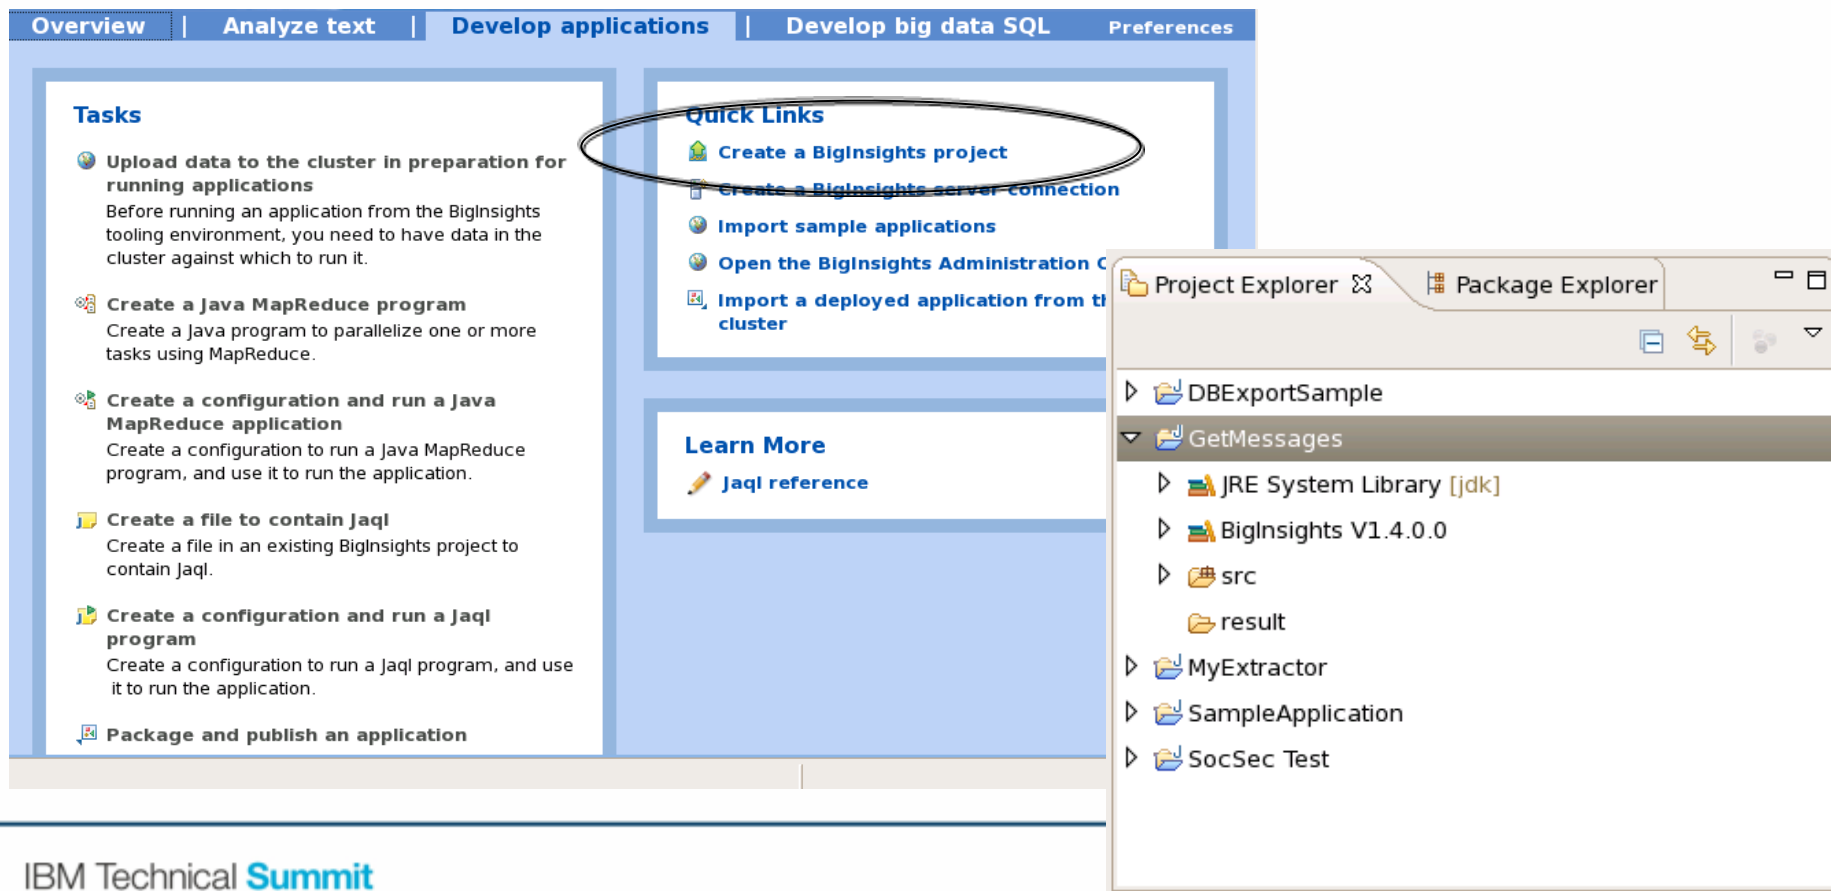 Overview | Analyze text | Develop applications | Develop big data SQL Preferences
Tasks
Upload data to the cluster in preparation for
running applications
Before running an application from the BigInsights
tooling environment, you need to have data in the
cluster against which to run it.
Create a Java MapReduce program
Create a Java program to parallelize one or more
tasks using MapReduce.
Create a configuration and run a Java
MapReduce application
Create a configuration to run a Java MapReduce
program, and use it to run the application.
Create a file to contain Jaql
Create a file in an existing BigInsights project to
contain Jaql.
Create a configuration and run a Jaql
program
Create a configuration to run a Jaql program, and use
it to run the application.
Package and publish an application
Quick Links
Create a BigInsights project
Create a BigInsights server connection
Import sample applications
Open the BigInsights Administration
Import a deployed application from
cluster
Learn More
Jaql reference
Project Explorer Package Explorer
DBExportSample
GetMessages
JRE System Library [jdk]
BigInsights V1.4.0.0
src
result
MyExtractor
SampleApplication
SocSec Test
IBM Technical Summit